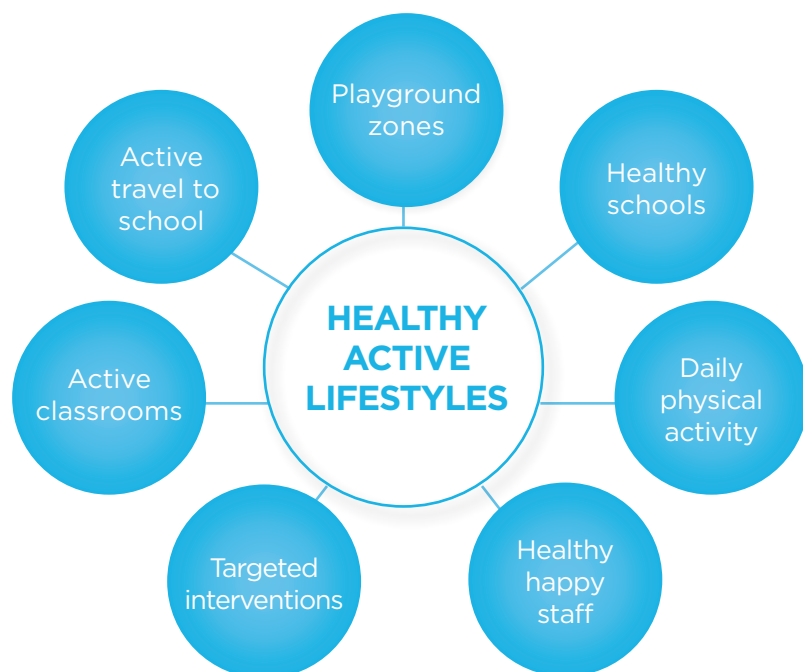 Playground
zones
Active
travel to
school
Healthy
schools
HEALTHY
ACTIVE
LIFESTYLES
Active
classrooms
Daily
physical
activity
Targeted
interventions
Healthy
happy
staff